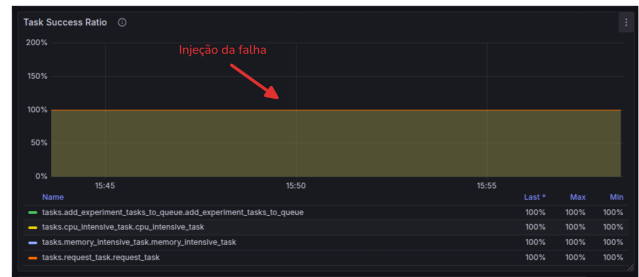 Task Success Ratio
200%
Injeção da falha
150%
100%
50%
0%
15:45 15:50 15:55
Name Last * Max Min
tasks.add_experiment_tasks_to_queue.add_experiment_tasks_to_queue 100% 100% 100%
tasks.cpu_intensive_task.cpu_intensive_task 100% 100% 100%
tasks.memory_intensive_task.memory_intensive_task 100% 100% 100%
tasks.request_task.request_task 100% 100% 100%